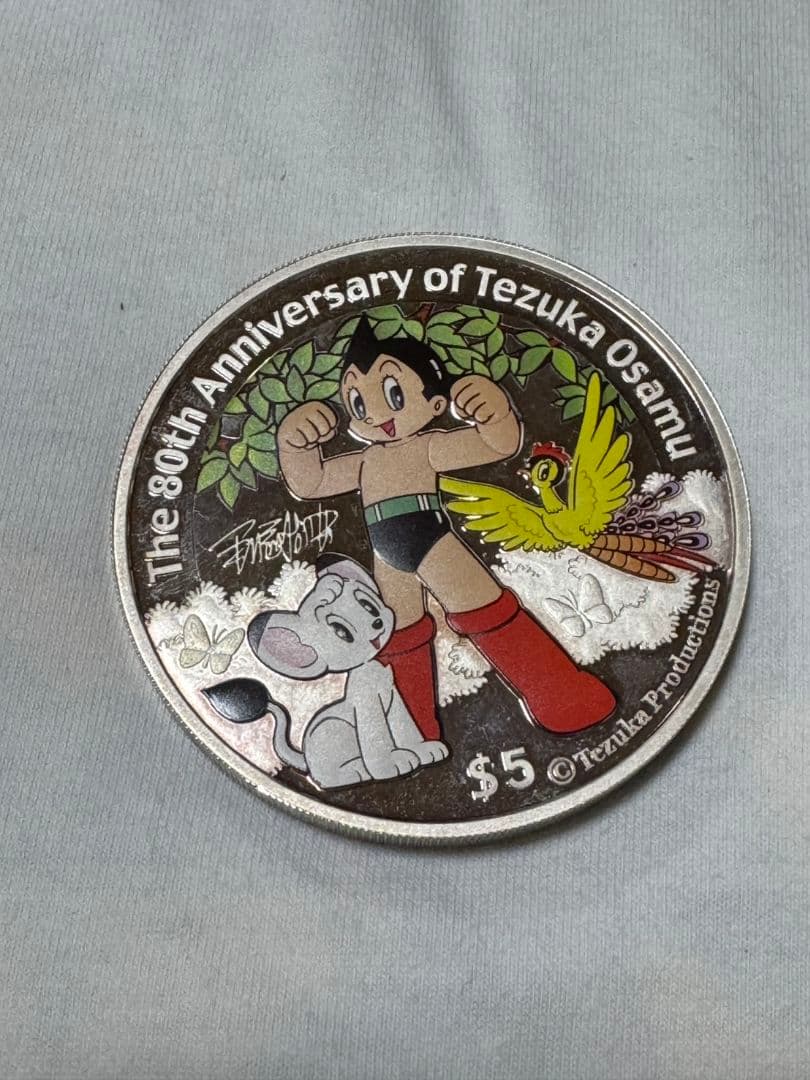 The 80th Anniversary of Tezuka Osamu
$5
©Tezuka Productions